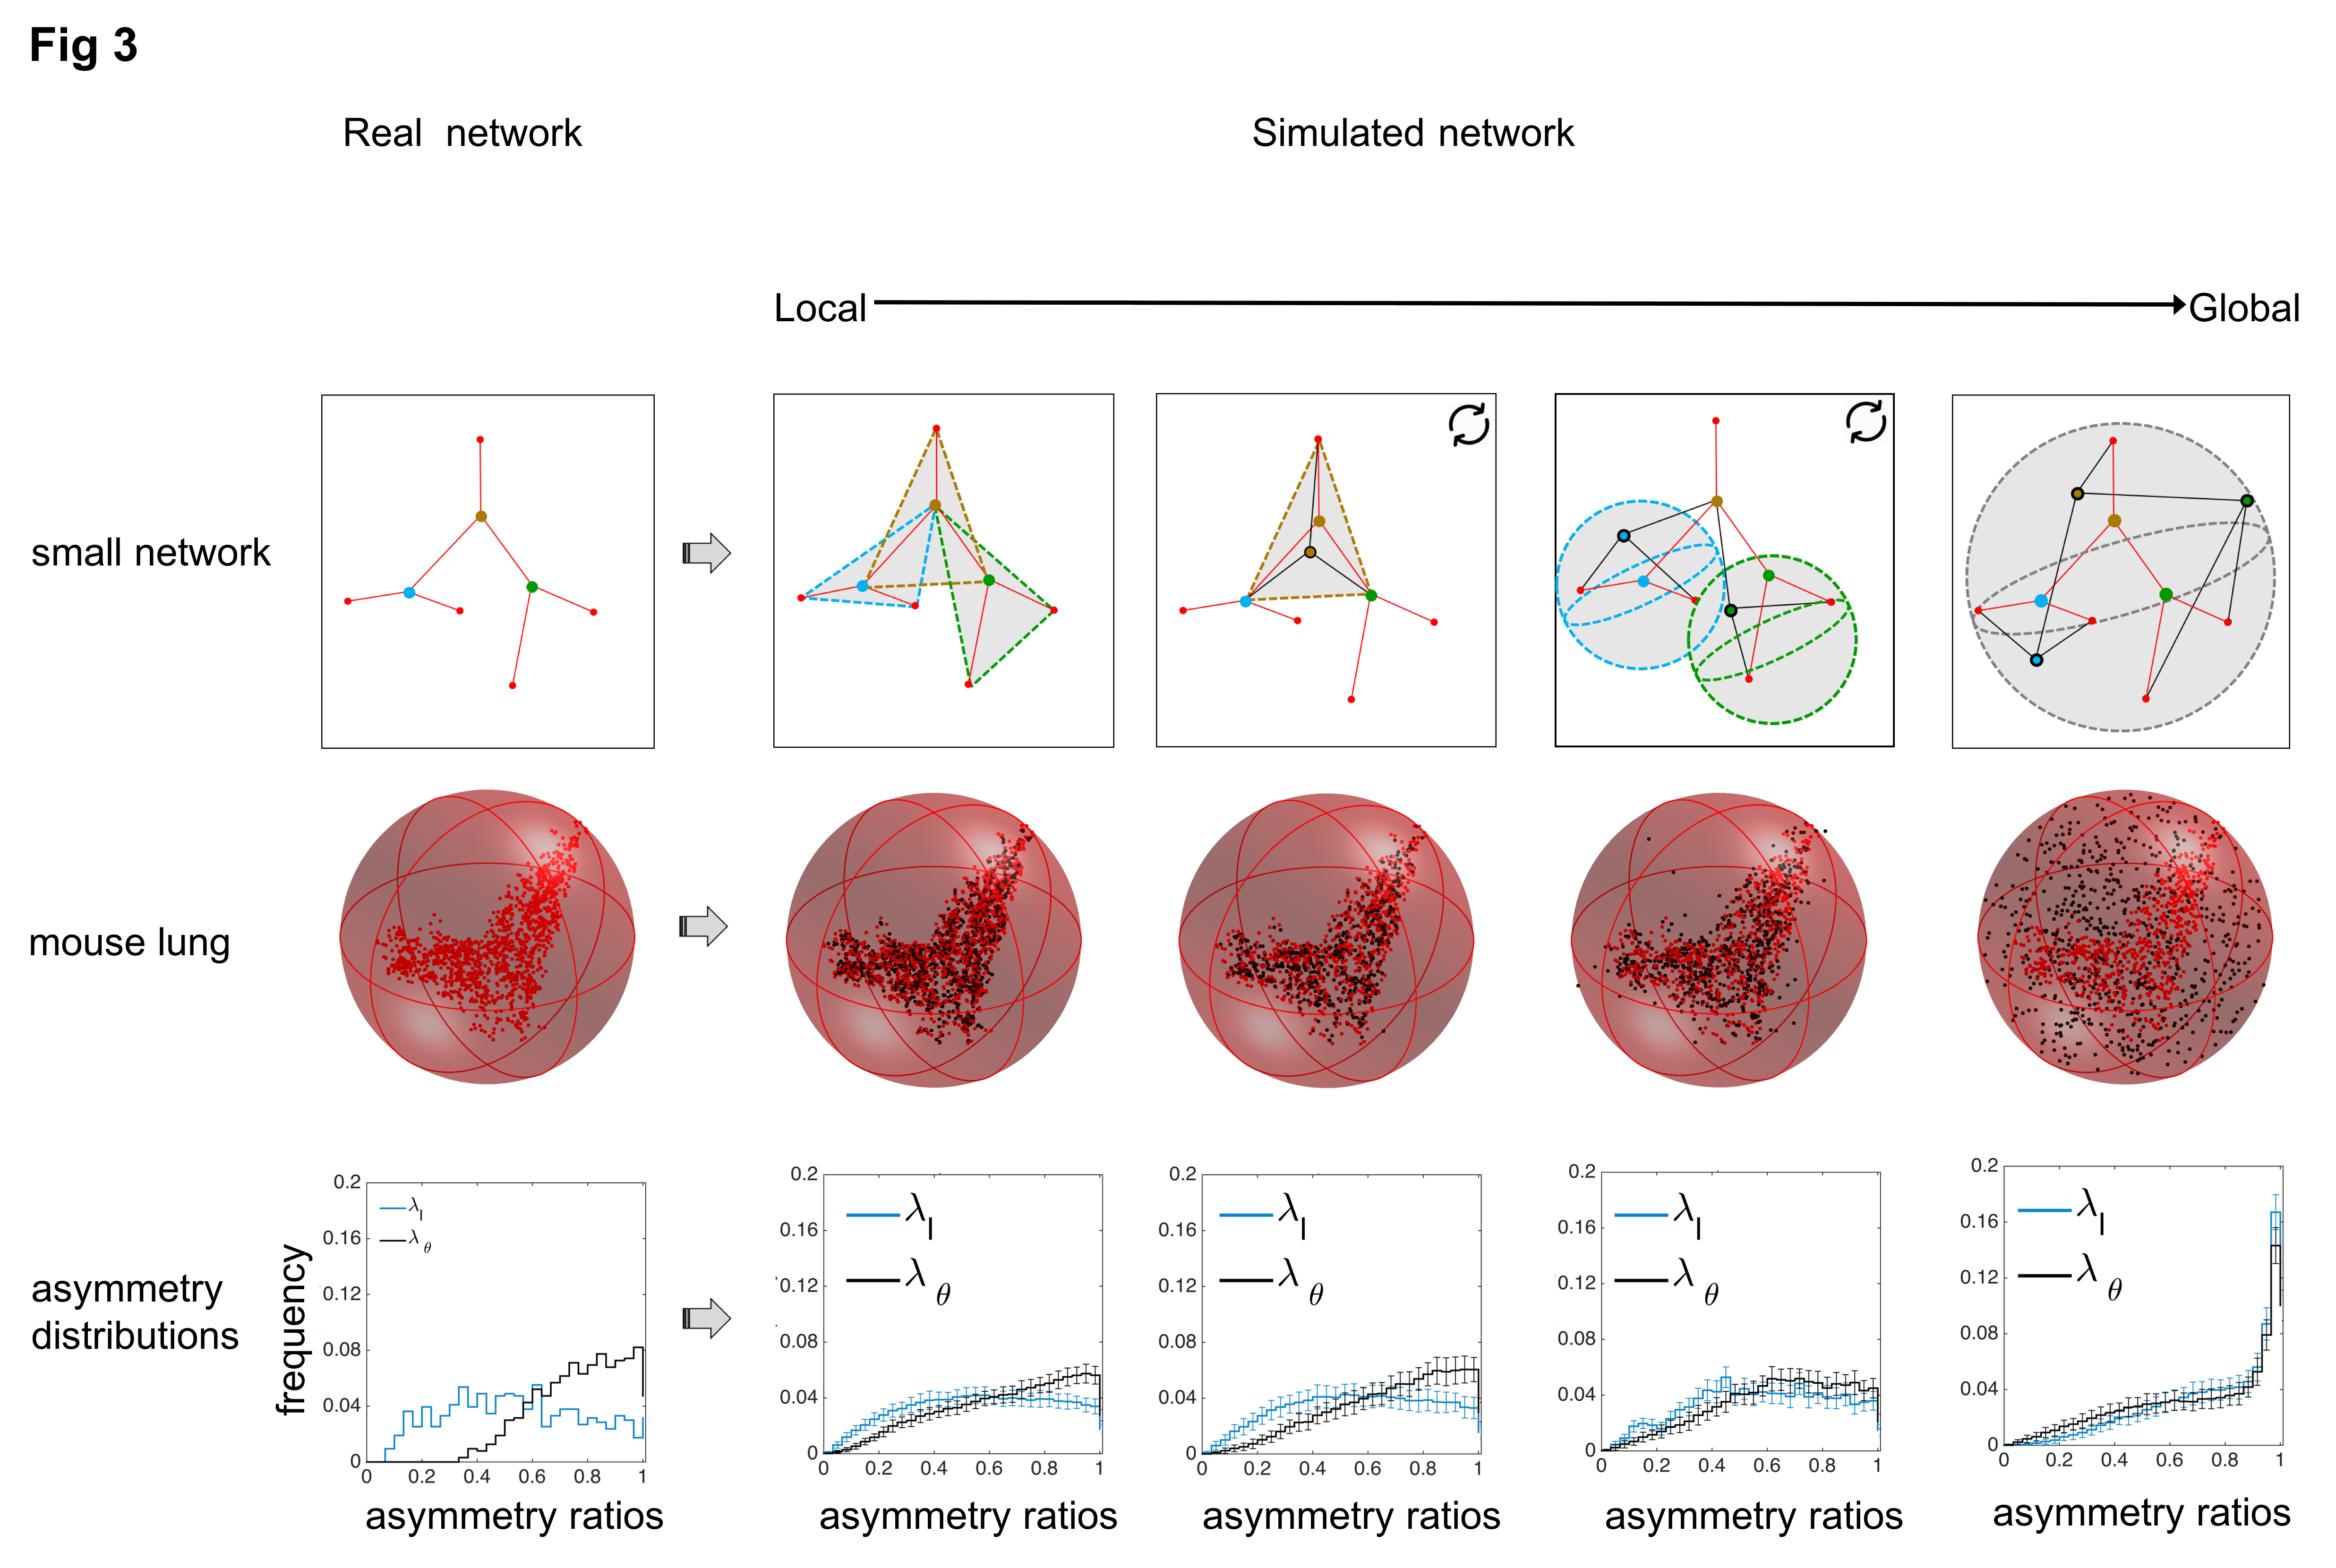 Fig 3
Real network
Simulated network
Local
Global
small network
mouse lung
asymmetry
distributions
frequency
0.2
0.16
0.12
0.08
0.04
0
0 0.2 0.4 0.6 0.8 1
λl
λθ
asymmetry ratios
0.2
0.16
0.12
0.08
0.04
0
0 0.2 0.4 0.6 0.8 1
λl
λθ
asymmetry ratios
0.2
0.16
0.12
0.08
0.04
0
0 0.2 0.4 0.6 0.8 1
λl
λθ
asymmetry ratios
0.2
0.16
0.12
0.08
0.04
0
0 0.2 0.4 0.6 0.8 1
λl
λθ
asymmetry ratios
0.2
0.16
0.12
0.08
0.04
0
0 0.2 0.4 0.6 0.8 1
λl
λθ
asymmetry ratios